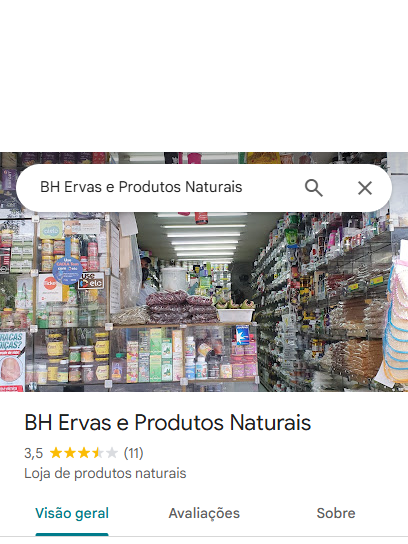 BH Ervas e Produtos Naturais
USE
elo
BH Ervas e Produtos Naturais
3,5 (11)
Loja de produtos naturais
Visão geral
Avaliações
Sobre